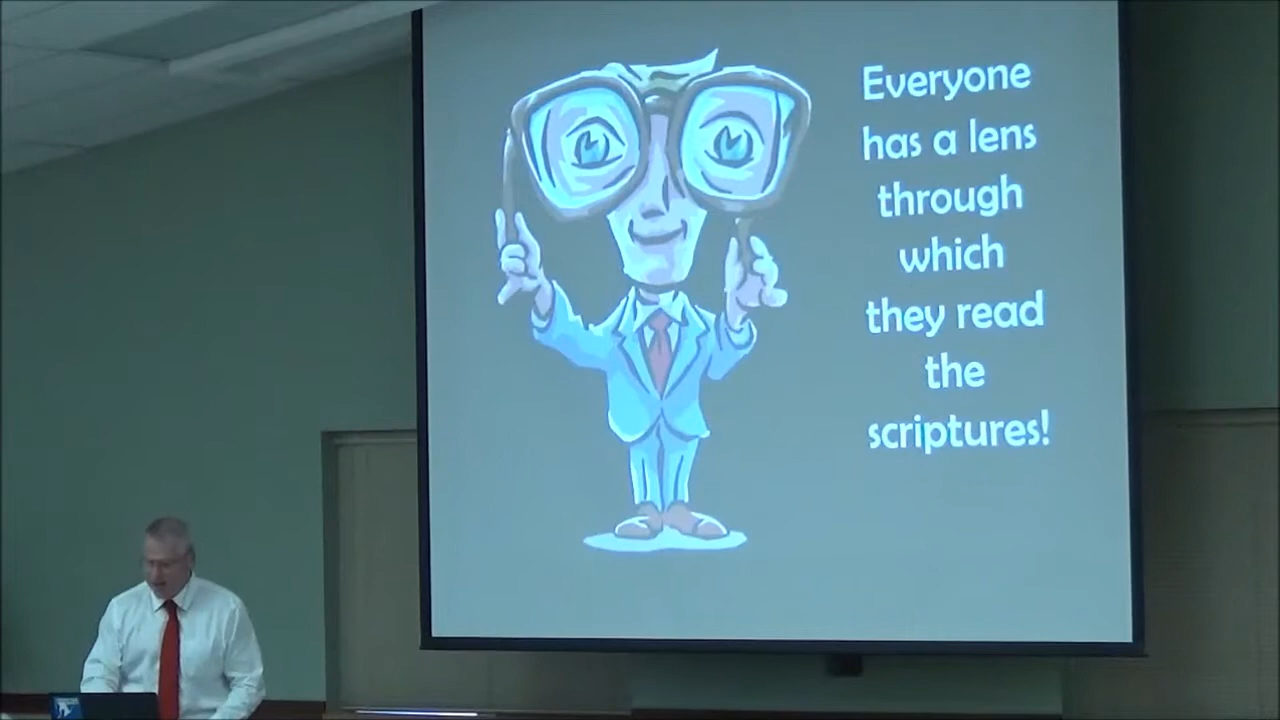 Everyone
has a lens
through
which
they read
the
scriptures!